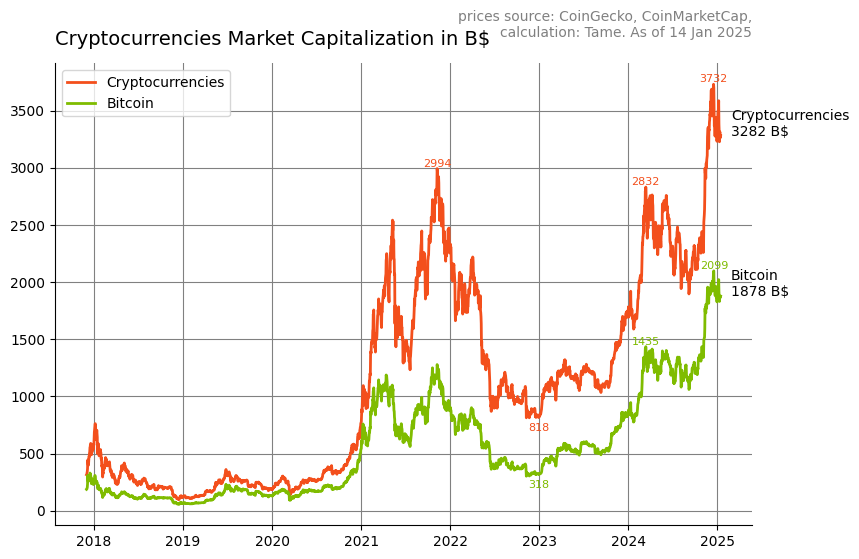 prices source: CoinGecko, CoinMarketCap,
calculation: Tame. As of 14 Jan 2025
Cryptocurrencies Market Capitalization in B$
Cryptocurrencies
Bitcoin
3732
Cryptocurrencies
3282 B$
2994
2832
2099
Bitcoin
1878 B$
1435
818
318
3500
3000
2500
2000
1500
1000
500
0
2018 2019 2020 2021 2022 2023 2024 2025